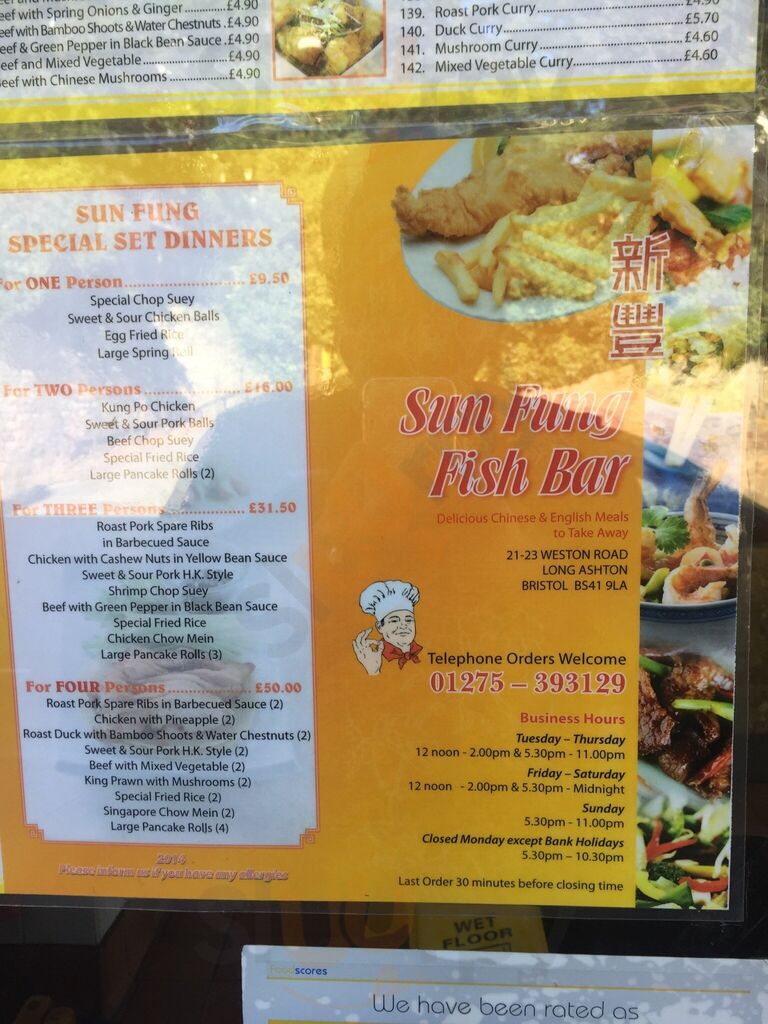 with Spring Onions & Ginger .... £4.90
with Bamboo Shoots & Water Chestnuts . £4.90
& Green Pepper in Black Bean Sauce . £4.90
and Mixed Vegetable .... £4.90
with Chinese Mushrooms .... £4.90
139. Roast Pork Curry .... £4.90
140. Duck Curry .... £5.70
141. Mushroom Curry .... £4.60
142. Mixed Vegetable Curry .... £4.60
SUN FUNG
SPECIAL SET DINNERS
For ONE Person .... £9.50
Special Chop Suey
Sweet & Sour Chicken Balls
Egg Fried Rice
Large Spring Roll
For TWO Persons .... £16.00
Kung Po Chicken
Sweet & Sour Pork Balls
Beef Chop Suey
Special Fried Rice
Large Pancake Rolls (2)
For THREE Persons .... £31.50
Roast Pork Spare Ribs
in Barbecued Sauce
Chicken with Cashew Nuts in Yellow Bean Sauce
Sweet & Sour Pork H.K. Style
Shrimp Chop Suey
Beef with Green Pepper in Black Bean Sauce
Special Fried Rice
Chicken Chow Mein
Large Pancake Rolls (3)
For FOUR Persons .... £50.00
Roast Pork Spare Ribs in Barbecued Sauce (2)
Chicken with Pineapple (2)
Roast Duck with Bamboo Shoots & Water Chestnuts (2)
Sweet & Sour Pork H.K. Style (2)
Beef with Mixed Vegetable (2)
King Prawn with Mushrooms (2)
Special Fried Rice (2)
Singapore Chow Mein (2)
Large Pancake Rolls (4)
2014
Please inform us if you have any allergies
新豐
Sun Fung
Fish Bar
Delicious Chinese & English Meals
to Take Away
21-23 WESTON ROAD
LONG ASHTON
BRISTOL BS41 9LA
Telephone Orders Welcome
01275 – 393129
Business Hours
Tuesday – Thursday
12 noon - 2.00pm & 5.30pm - 11.00pm
Friday – Saturday
12 noon - 2.00pm & 5.30pm - Midnight
Sunday
5.30pm - 11.00pm
Closed Monday except Bank Holidays
5.30pm – 10.30pm
Last Order 30 minutes before closing time
WET
FLOOR
Foodscores
We have been rated as